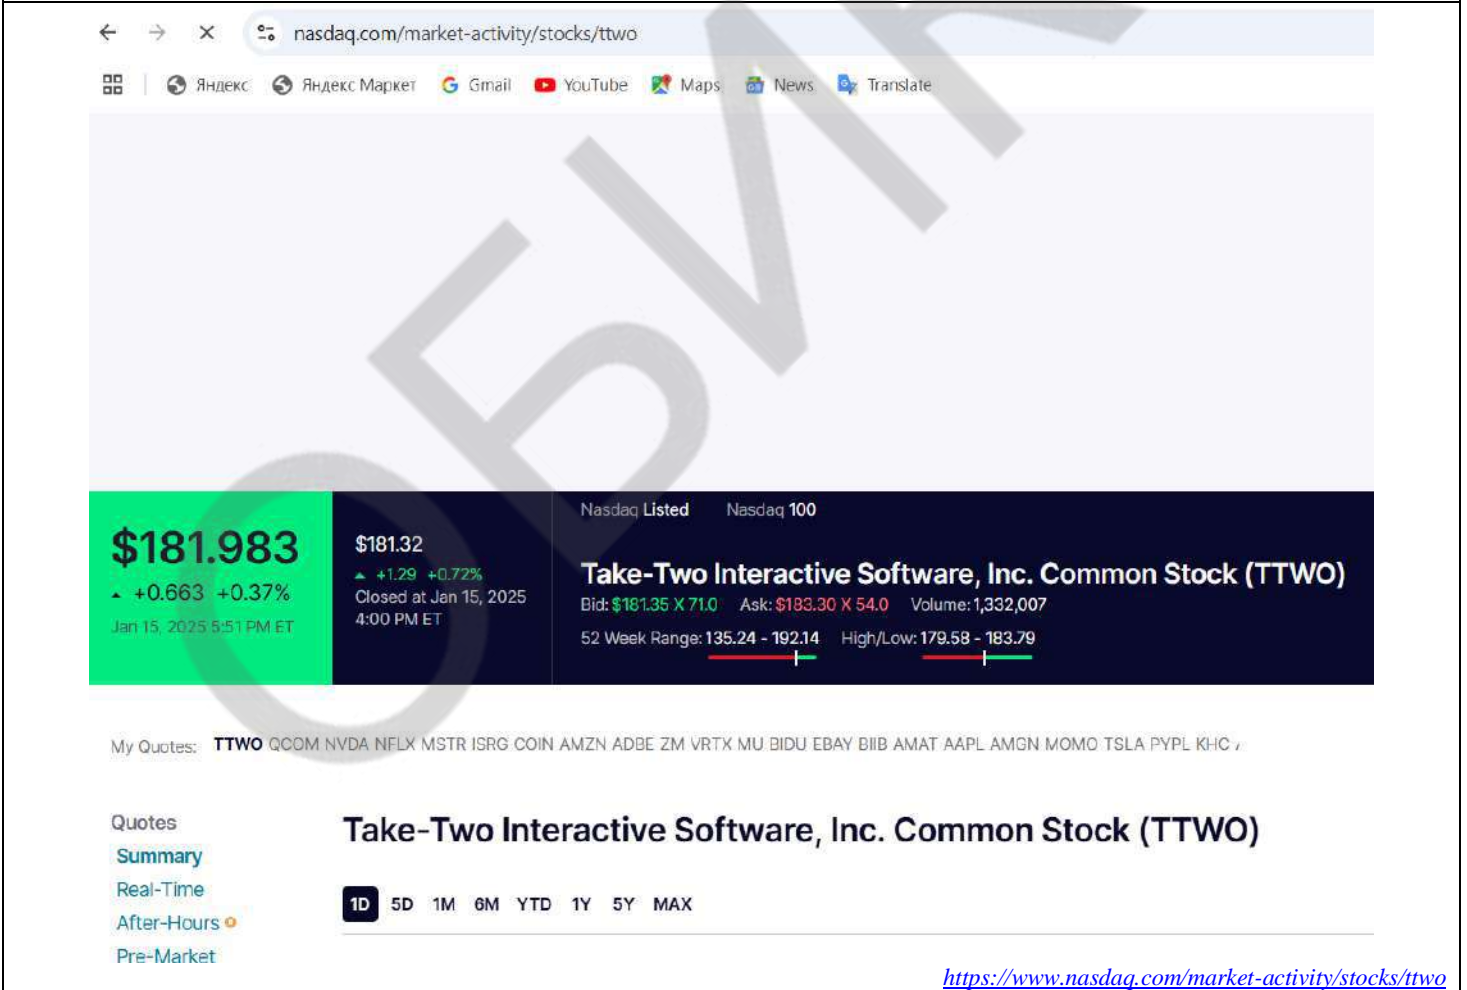 nasdaq.com/market-activity/stocks/ttwo
Яндекс Яндекс Маркет Gmail YouTube Maps News Translate
ОБИ
Nasdaq Listed Nasdaq 100
$181.983
+0.663 +0.37%
Jan 15, 2025 5:51 PM ET
$181.32
+1.29 +0.72%
Closed at Jan 15, 2025
4:00 PM ET
Take-Two Interactive Software, Inc. Common Stock (TTWO)
Bid: $181.35 X 71.0 Ask: $183.30 X 54.0 Volume: 1,332,007
52 Week Range: 135.24 - 192.14 High/Low: 179.58 - 183.79
My Quotes: TTWO QCOM NVDA NFLX MSTR ISRG COIN AMZN ADBE ZM VRTX MU BIDU EBAY BIIB AMAT AAPL AMGN MOMO TSLA PYPL KHC
Quotes
Summary
Real-Time
After-Hours
Pre-Market
Take-Two Interactive Software, Inc. Common Stock (TTWO)
1D 5D 1M 6M YTD 1Y 5Y MAX
https://www.nasdaq.com/market-activity/stocks/ttwo